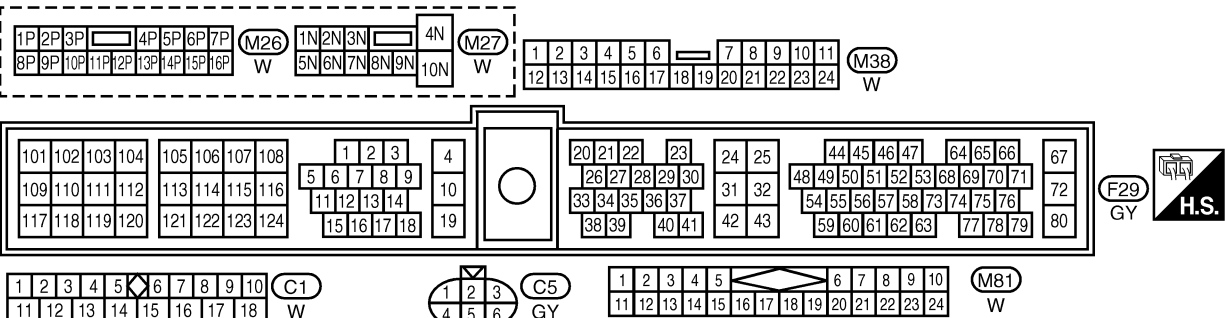 1P 2P 3P 4P 5P 6P 7P M26 1N 2N 3N 4N M27
8P 9P 10P 11P 12P 13P 14P 15P 16P W 5N 6N 7N 8N 9N 10N W
1 2 3 4 5 6 7 8 9 10 11 M38
12 13 14 15 16 17 18 19 20 21 22 23 24 W
101 102 103 104 105 106 107 108 1 2 3 4 20 21 22 23 24 25 44 45 46 47 64 65 66 67
109 110 111 112 113 114 115 116 5 6 7 8 9 10 26 27 28 29 30 31 32 48 49 50 51 52 53 68 69 70 71 72 F29
117 118 119 120 121 122 123 124 11 12 13 14 19 33 34 35 36 37 42 43 54 55 56 57 58 73 74 75 76 80 GY H.S.
15 16 17 18 38 39 40 41 59 60 61 62 63 77 78 79
1 2 3 4 5 6 7 8 9 10 C1 1 2 3 C5 1 2 3 4 5 6 7 8 9 10 M81
11 12 13 14 15 16 17 18 W 4 5 6 GY 11 12 13 14 15 16 17 18 19 20 21 22 23 24 W